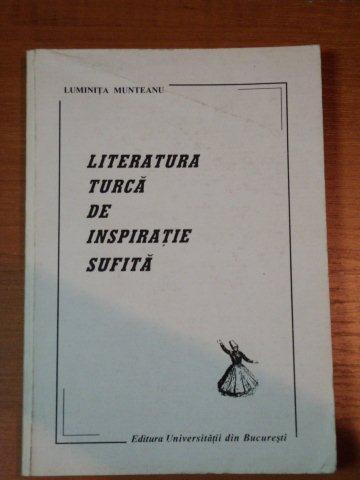 LUMINIȚA MUNTEANU
LITERATURA
TURCĂ
DE
INSPIRAȚIE
SUFITĂ
Editura Universității din București